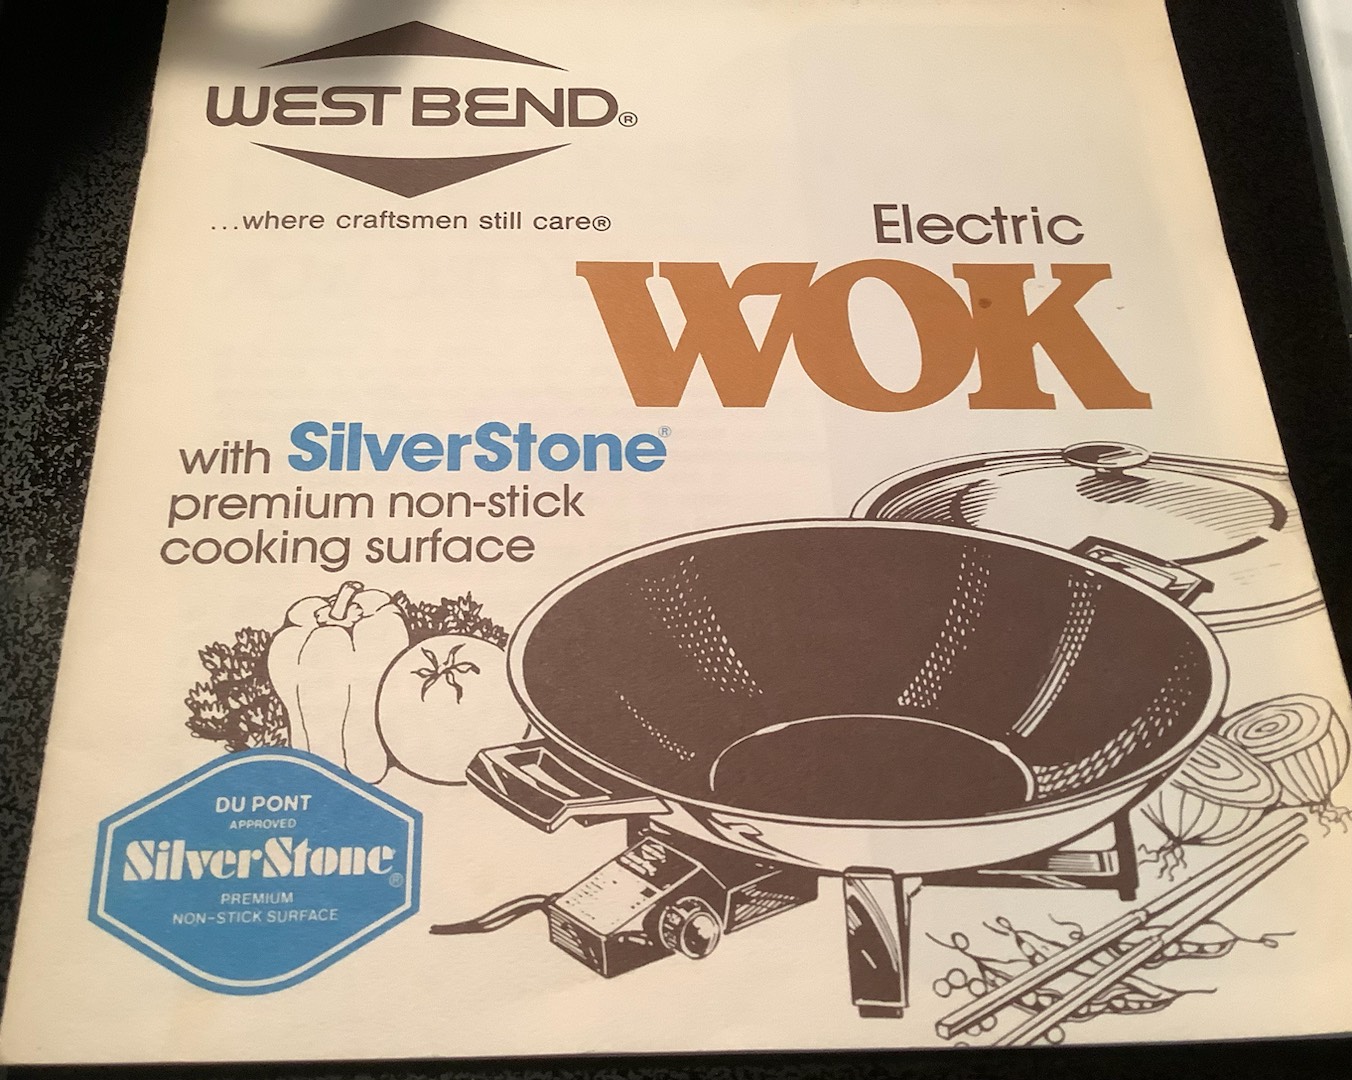 WEST BEND®
...where craftsmen still care®
Electric
WOK
with SilverStone®
premium non-stick
cooking surface
DU PONT
APPROVED
SilverStone®
PREMIUM
NON-STICK SURFACE